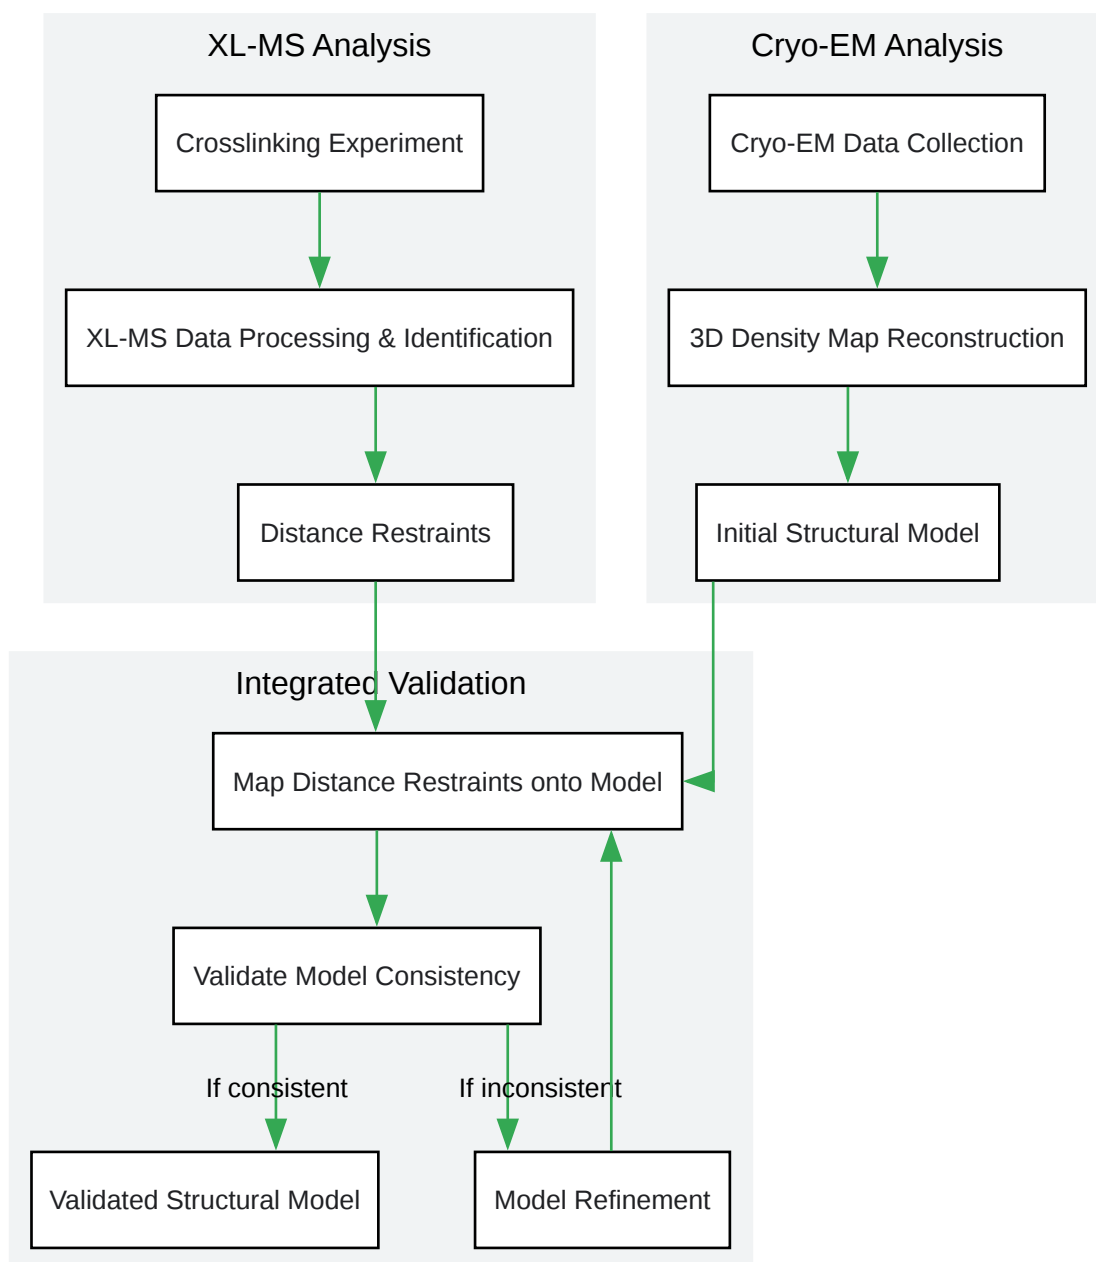 XL-MS Analysis
Crosslinking Experiment
XL-MS Data Processing & Identification
Distance Restraints
Cryo-EM Analysis
Cryo-EM Data Collection
3D Density Map Reconstruction
Initial Structural Model
Integrated Validation
Map Distance Restraints onto Model
Validate Model Consistency
If consistent
If inconsistent
Validated Structural Model
Model Refinement